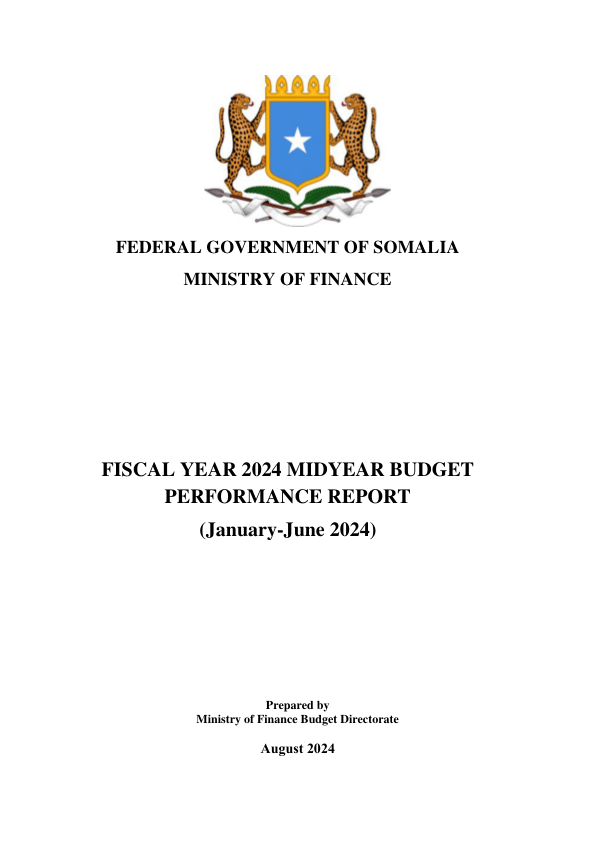 FEDERAL GOVERNMENT OF SOMALIA
MINISTRY OF FINANCE
FISCAL YEAR 2024 MIDYEAR BUDGET
PERFORMANCE REPORT
(January-June 2024)
Prepared by
Ministry of Finance Budget Directorate
August 2024